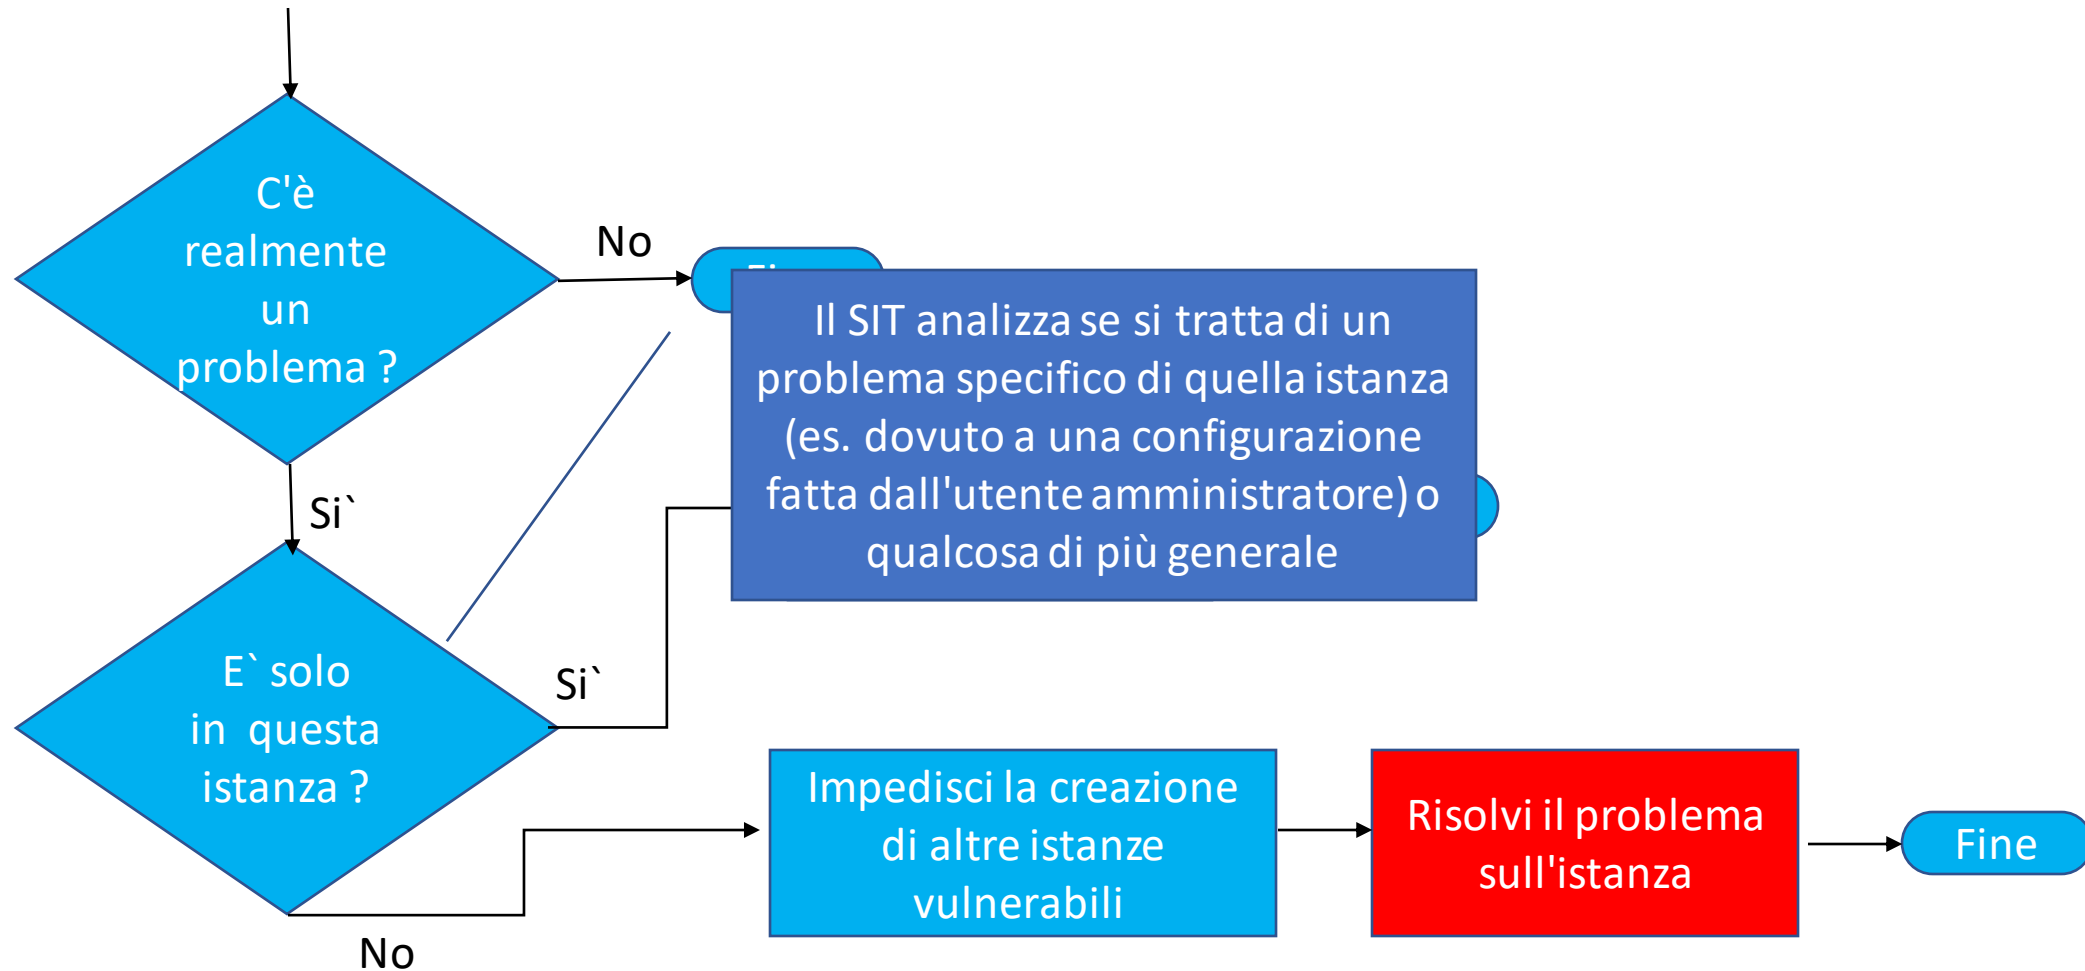 C'è
realmente
un
problema ?
No
Il SIT analizza se si tratta di un
problema specifico di quella istanza
(es. dovuto a una configurazione
fatta dall'utente amministratore) o
qualcosa di più generale
Si`
E` solo
in questa
istanza ?
Si`
Impedisci la creazione
di altre istanze
vulnerabili
Risolvi il problema
sull'istanza
Fine
No